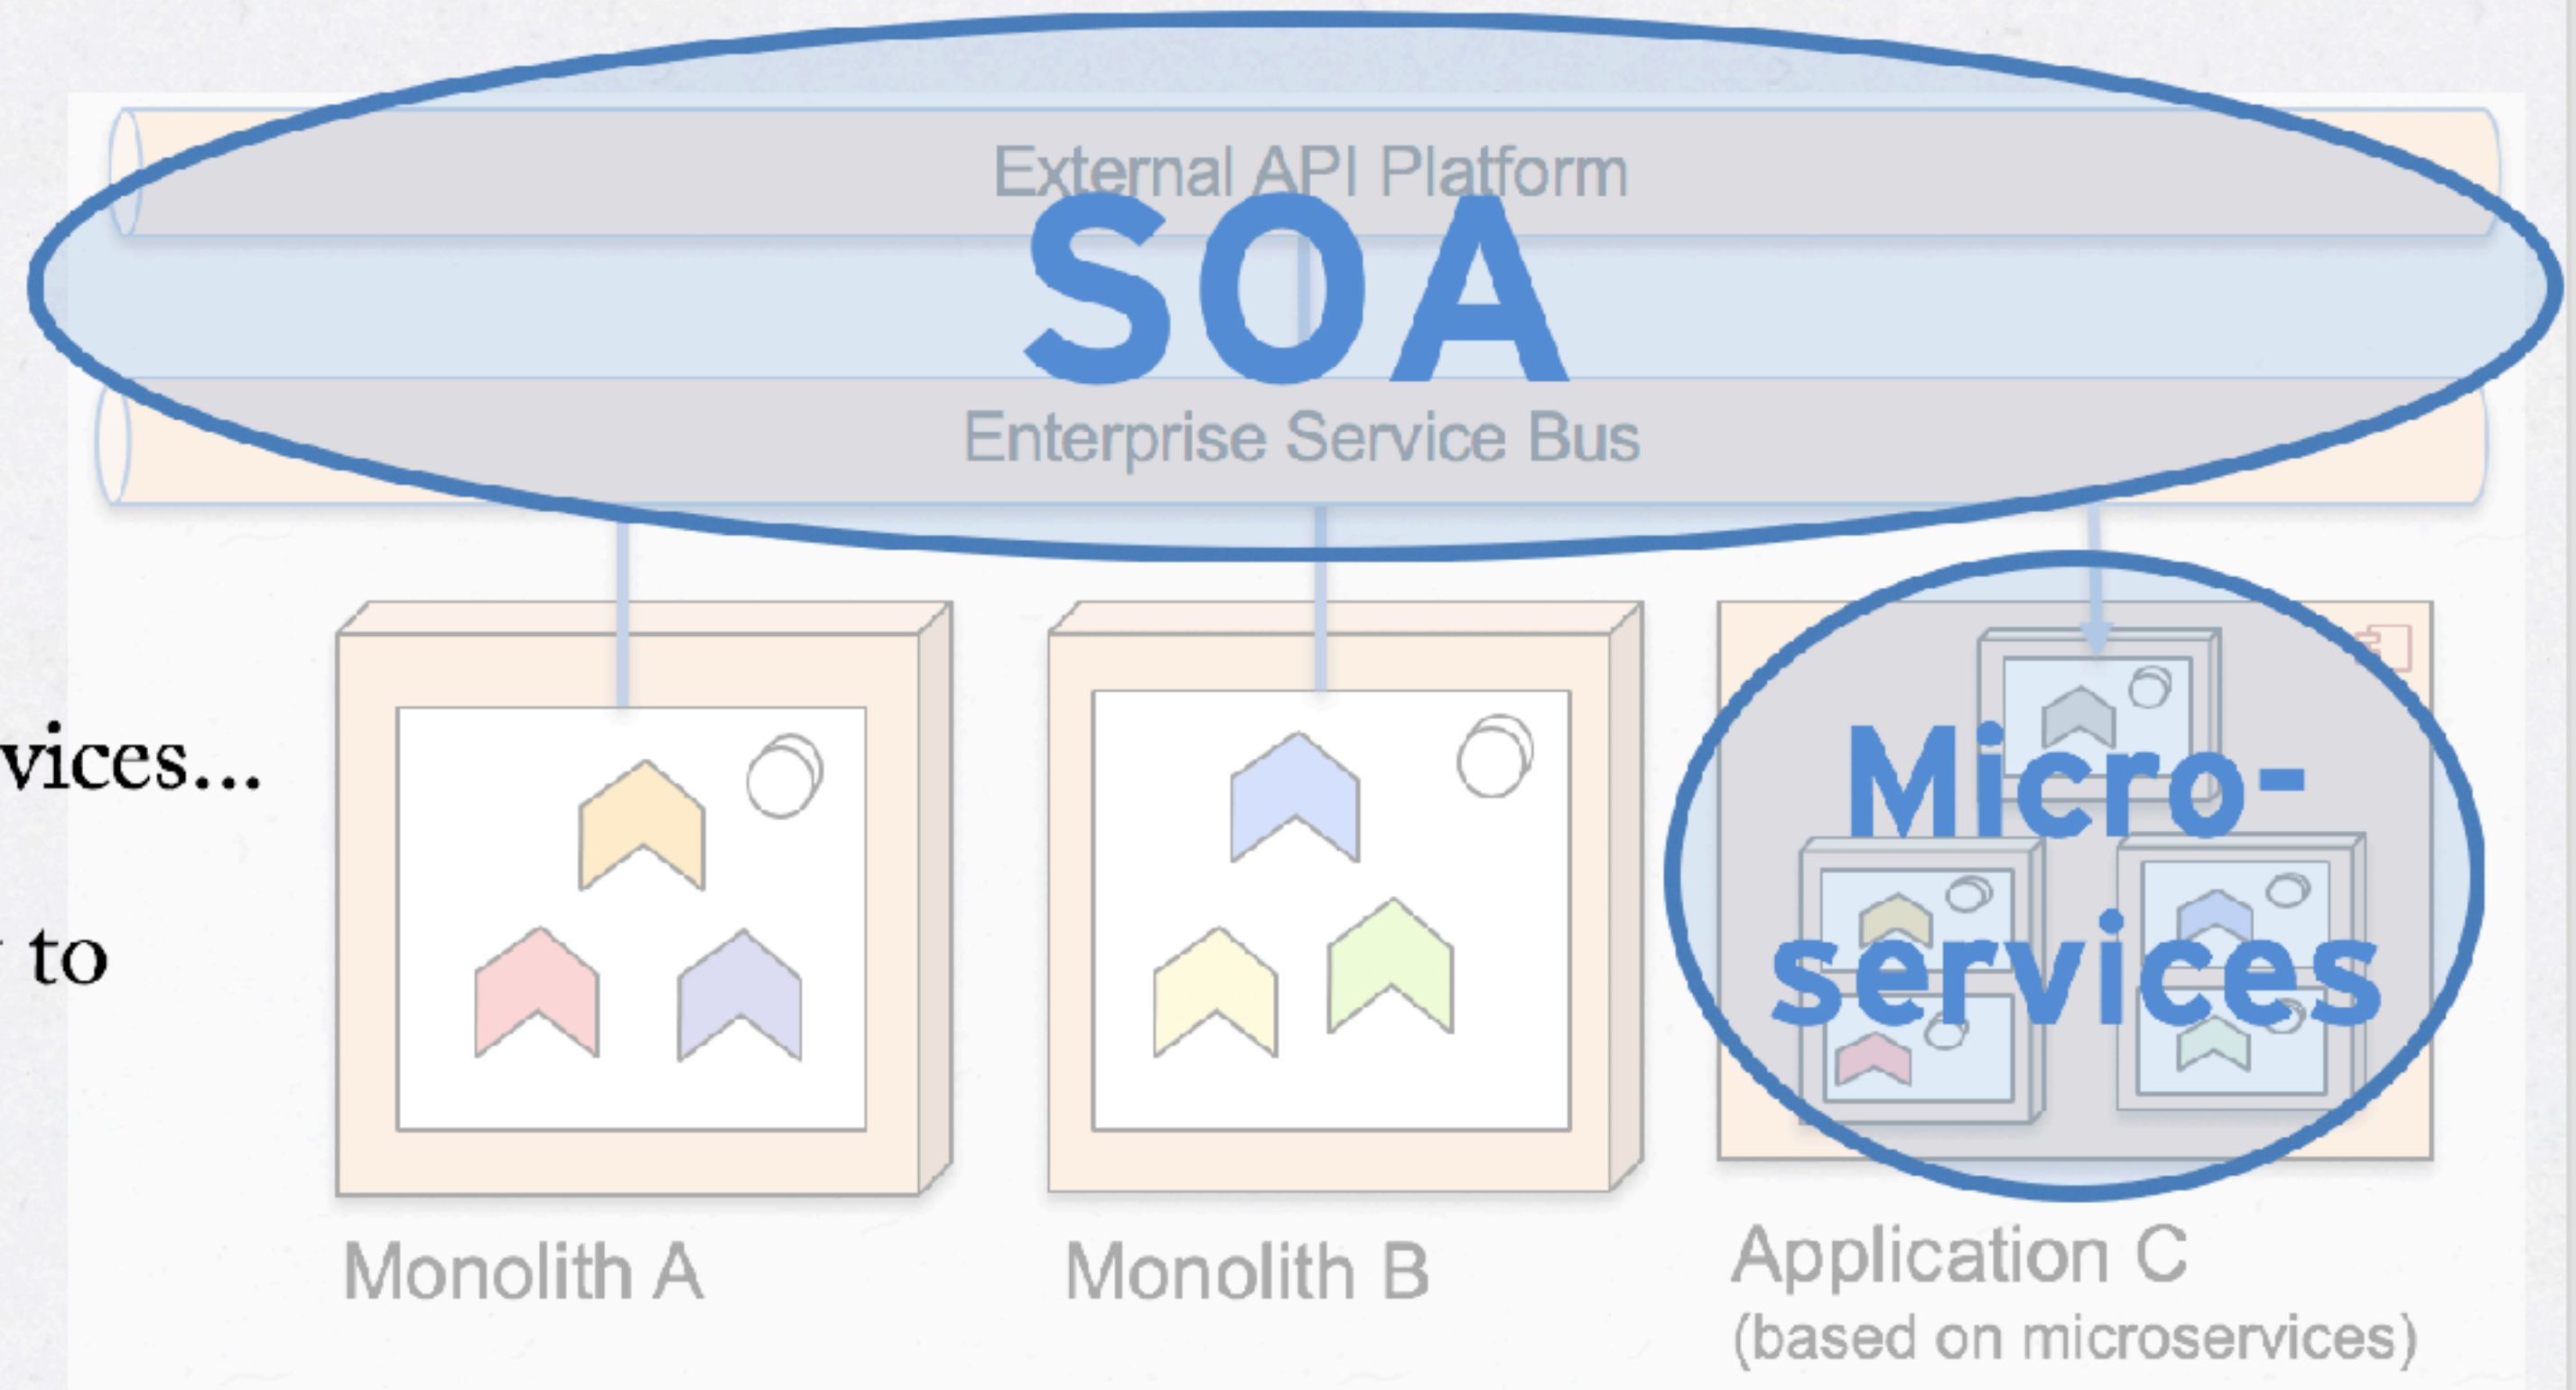 External API Platform
SOA
Enterprise Service Bus
vices...
to
Micro-
services
Monolith A
Monolith B
Application C
(based on microservices)